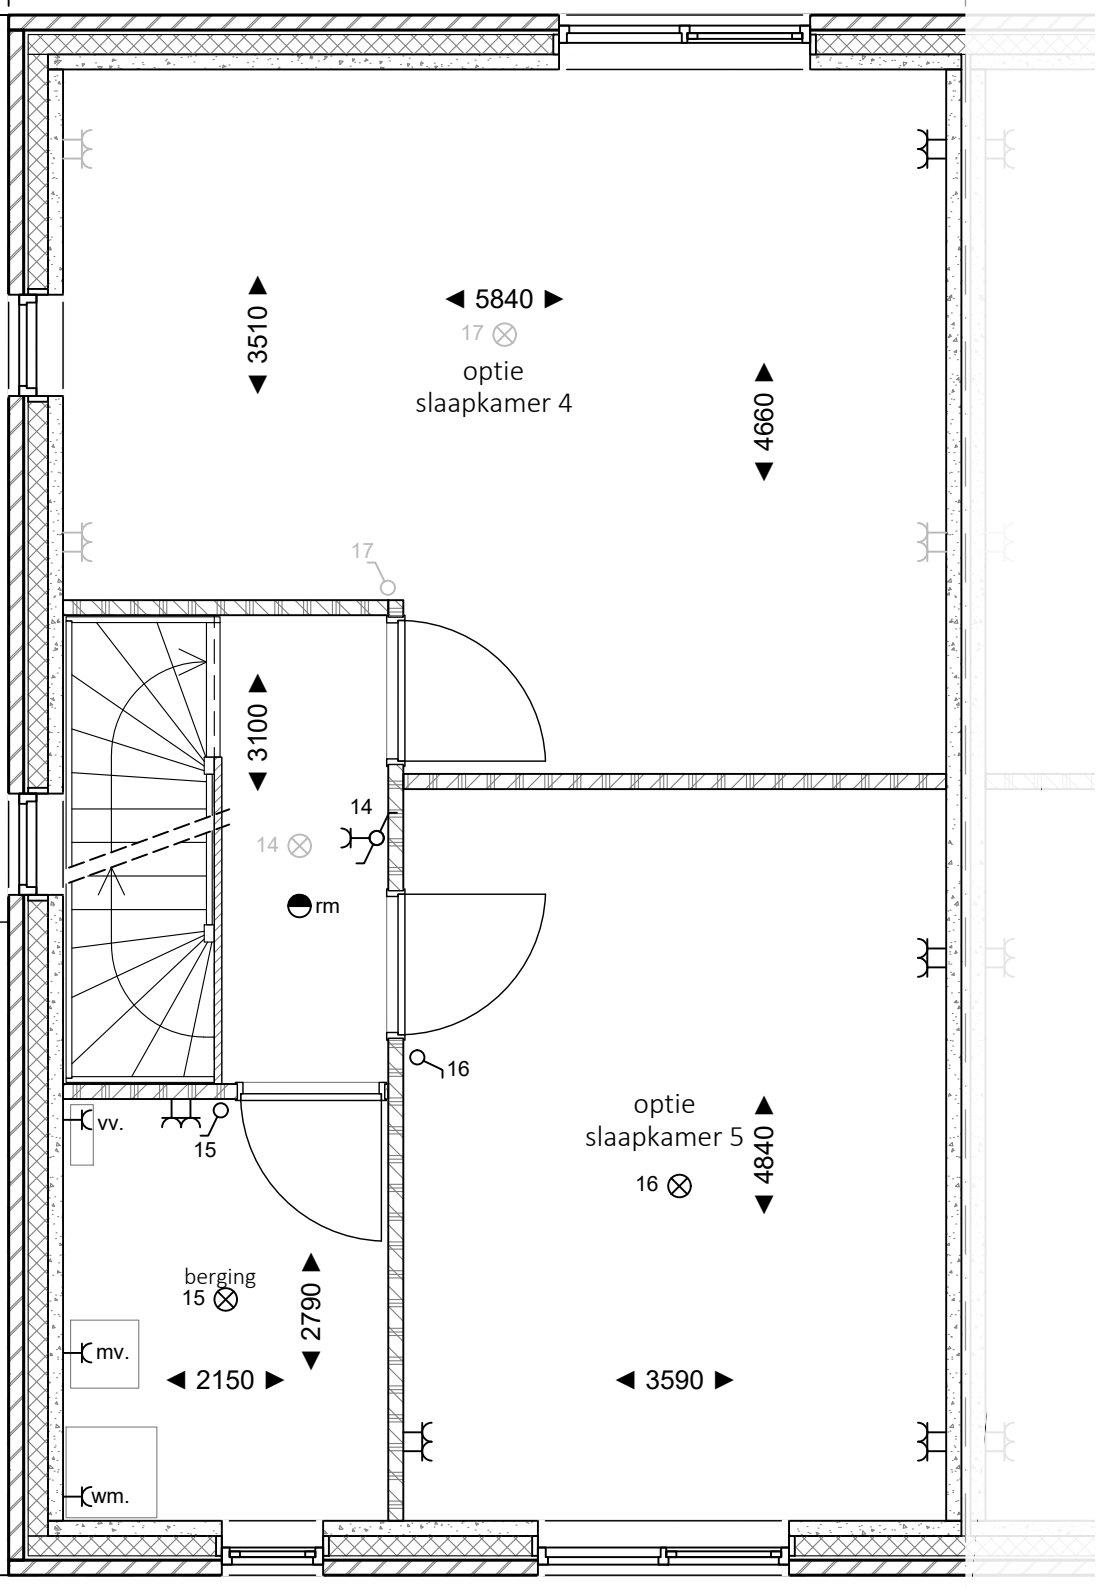 5840
3510
17
optie
slaapkamer 4
4660
17
3100
14
14
rm
16
optie
slaapkamer 5
4840
16
vv.
15
berging
15
2790
mv.
2150
3590
wm.